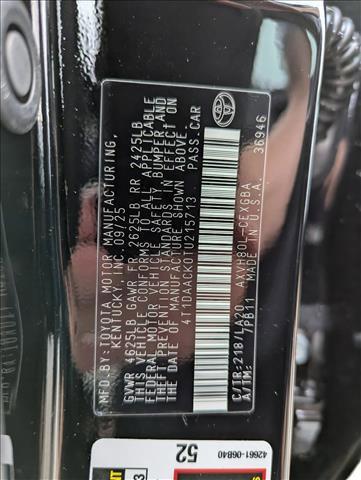 MFD. BY: TOYOTA MOTOR MANUFACTURING,
KENTUCKY, INC. 09/25
GVWR 4625LB GAWR FR 2625LB RR 2425LB
THIS VEHICLE CONFORMS TO ALL APPLICABLE
FEDERAL MOTOR VEHICLE SAFETY, BUMPER, AND
THEFT PREVENTION STANDARDS IN EFFECT ON
THE DATE OF MANUFACTURE SHOWN ABOVE.
4T1DAACK0TU215713 PASS.CAR
C/TR: 218/LA20 AXVH80L-CEXGBA
A/TM: /PB11 MADE IN U.S.A. 36946
42661-06B40
52